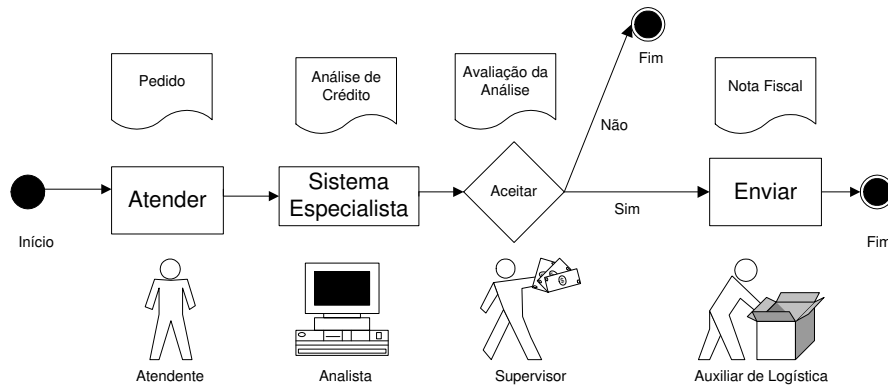 Pedido
Análise de
Crédito
Avaliação da
Análise
Fim
Nota Fiscal
Não
Início
Atender
Sistema
Especialista
Aceitar
Sim
Enviar
Fim
Atendente
Analista
Supervisor
Auxiliar de Logística